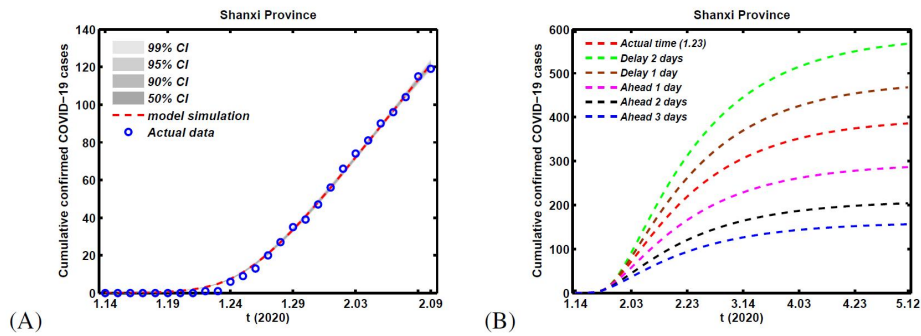 Shanxi Province
140
120
100
80
60
40
20
0
Cumulative confirmed COVID−19 cases
99% CI
95% CI
90% CI
50% CI
model simulation
Actual data
1.14
1.19
1.24
1.29
2.03
2.09
t (2020)
(A)
Shanxi Province
600
500
400
300
200
100
0
Cumulative confirmed COVID−19 cases
Actual time (1.23)
Delay 2 days
Delay 1 day
Ahead 1 day
Ahead 2 days
Ahead 3 days
1.14
2.03
2.23
3.14
4.03
4.23
5.12
t (2020)
(B)